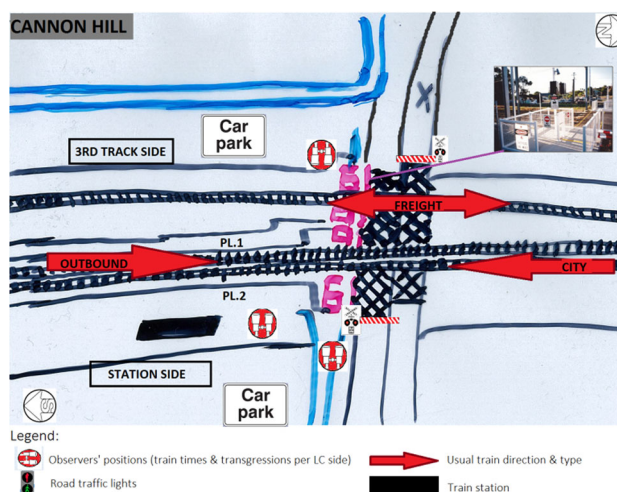 CANNON HILL
Car
park
3RD TRACK SIDE
FREIGHT
PL.1
OUTBOUND
CITY
PL.2
STATION SIDE
Car
park
Legend:
Observers' positions (train times & transgressions per LC side)
Usual train direction & type
Road traffic lights
Train station